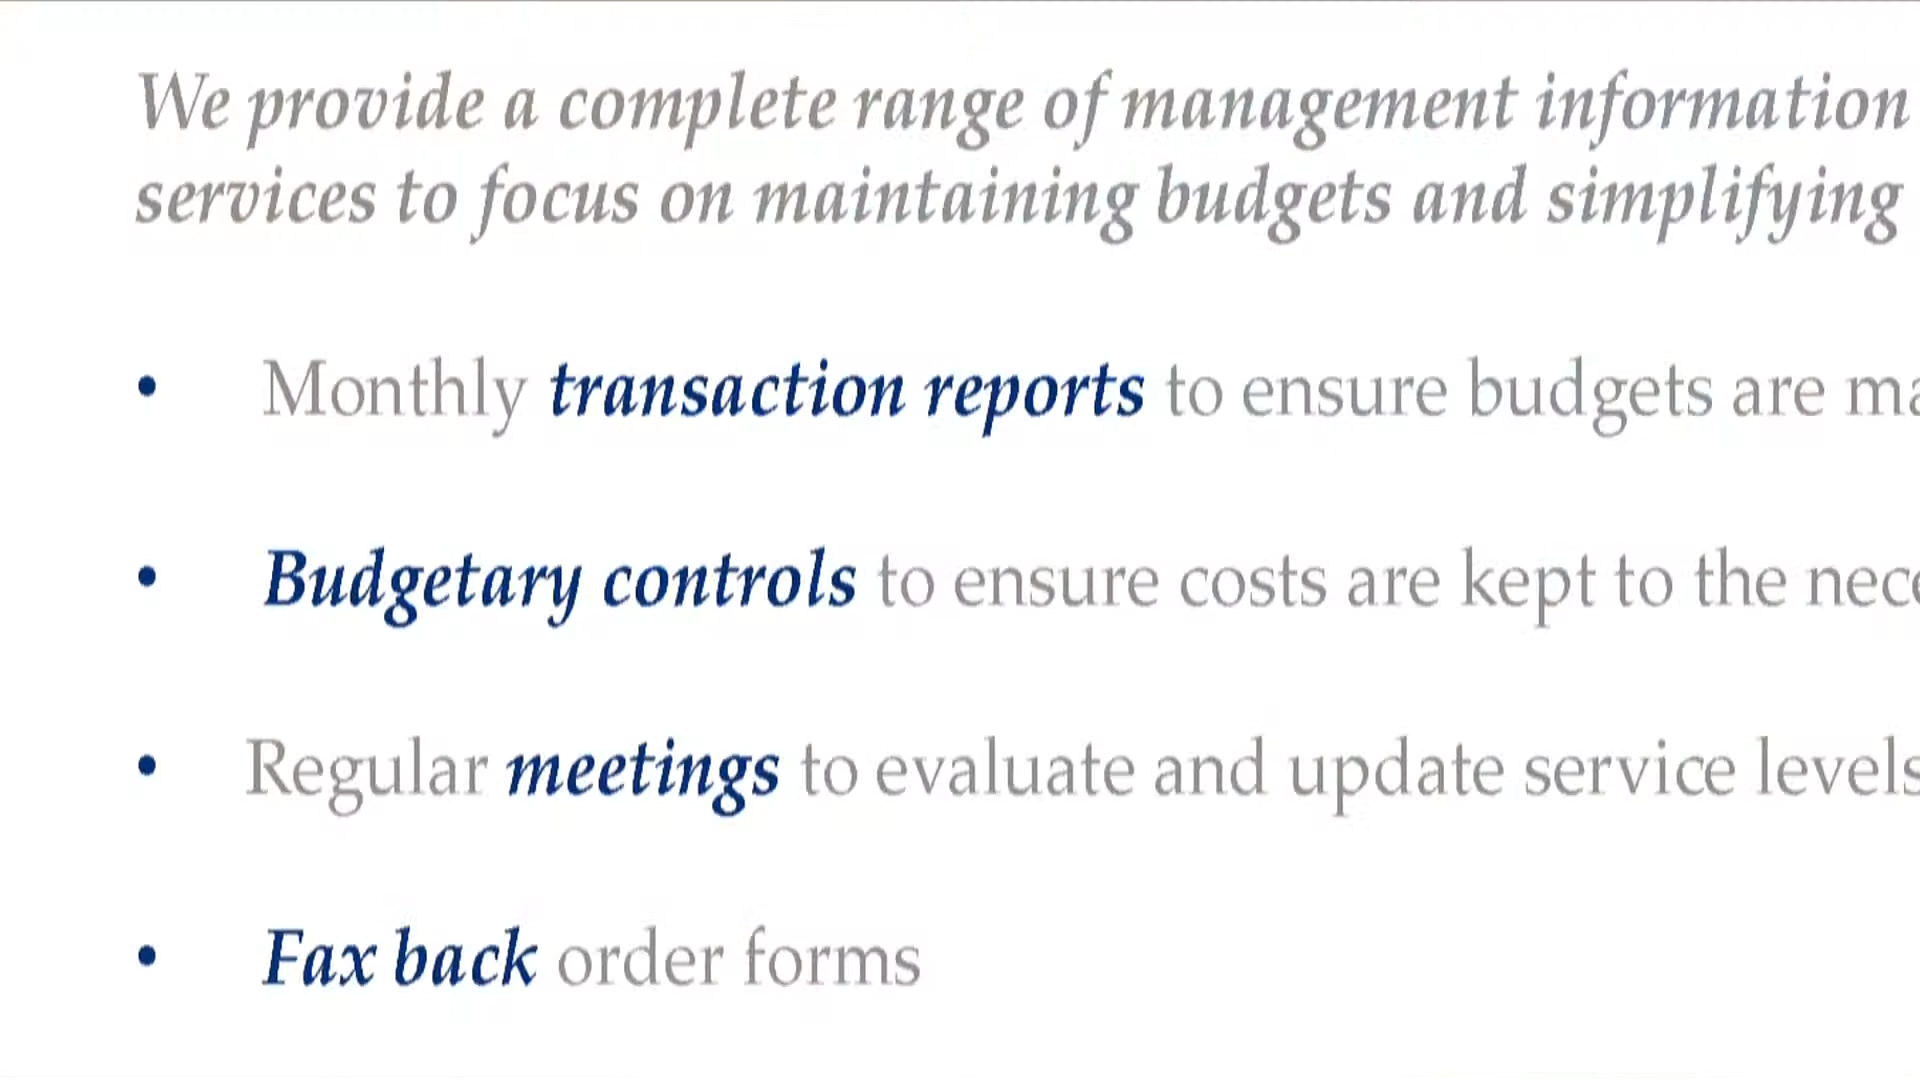 We provide a complete range of management information
services to focus on maintaining budgets and simplifying
• Monthly transaction reports to ensure budgets are
• Budgetary controls to ensure costs are kept to the
• Regular meetings to evaluate and update service levels
• Fax back order forms